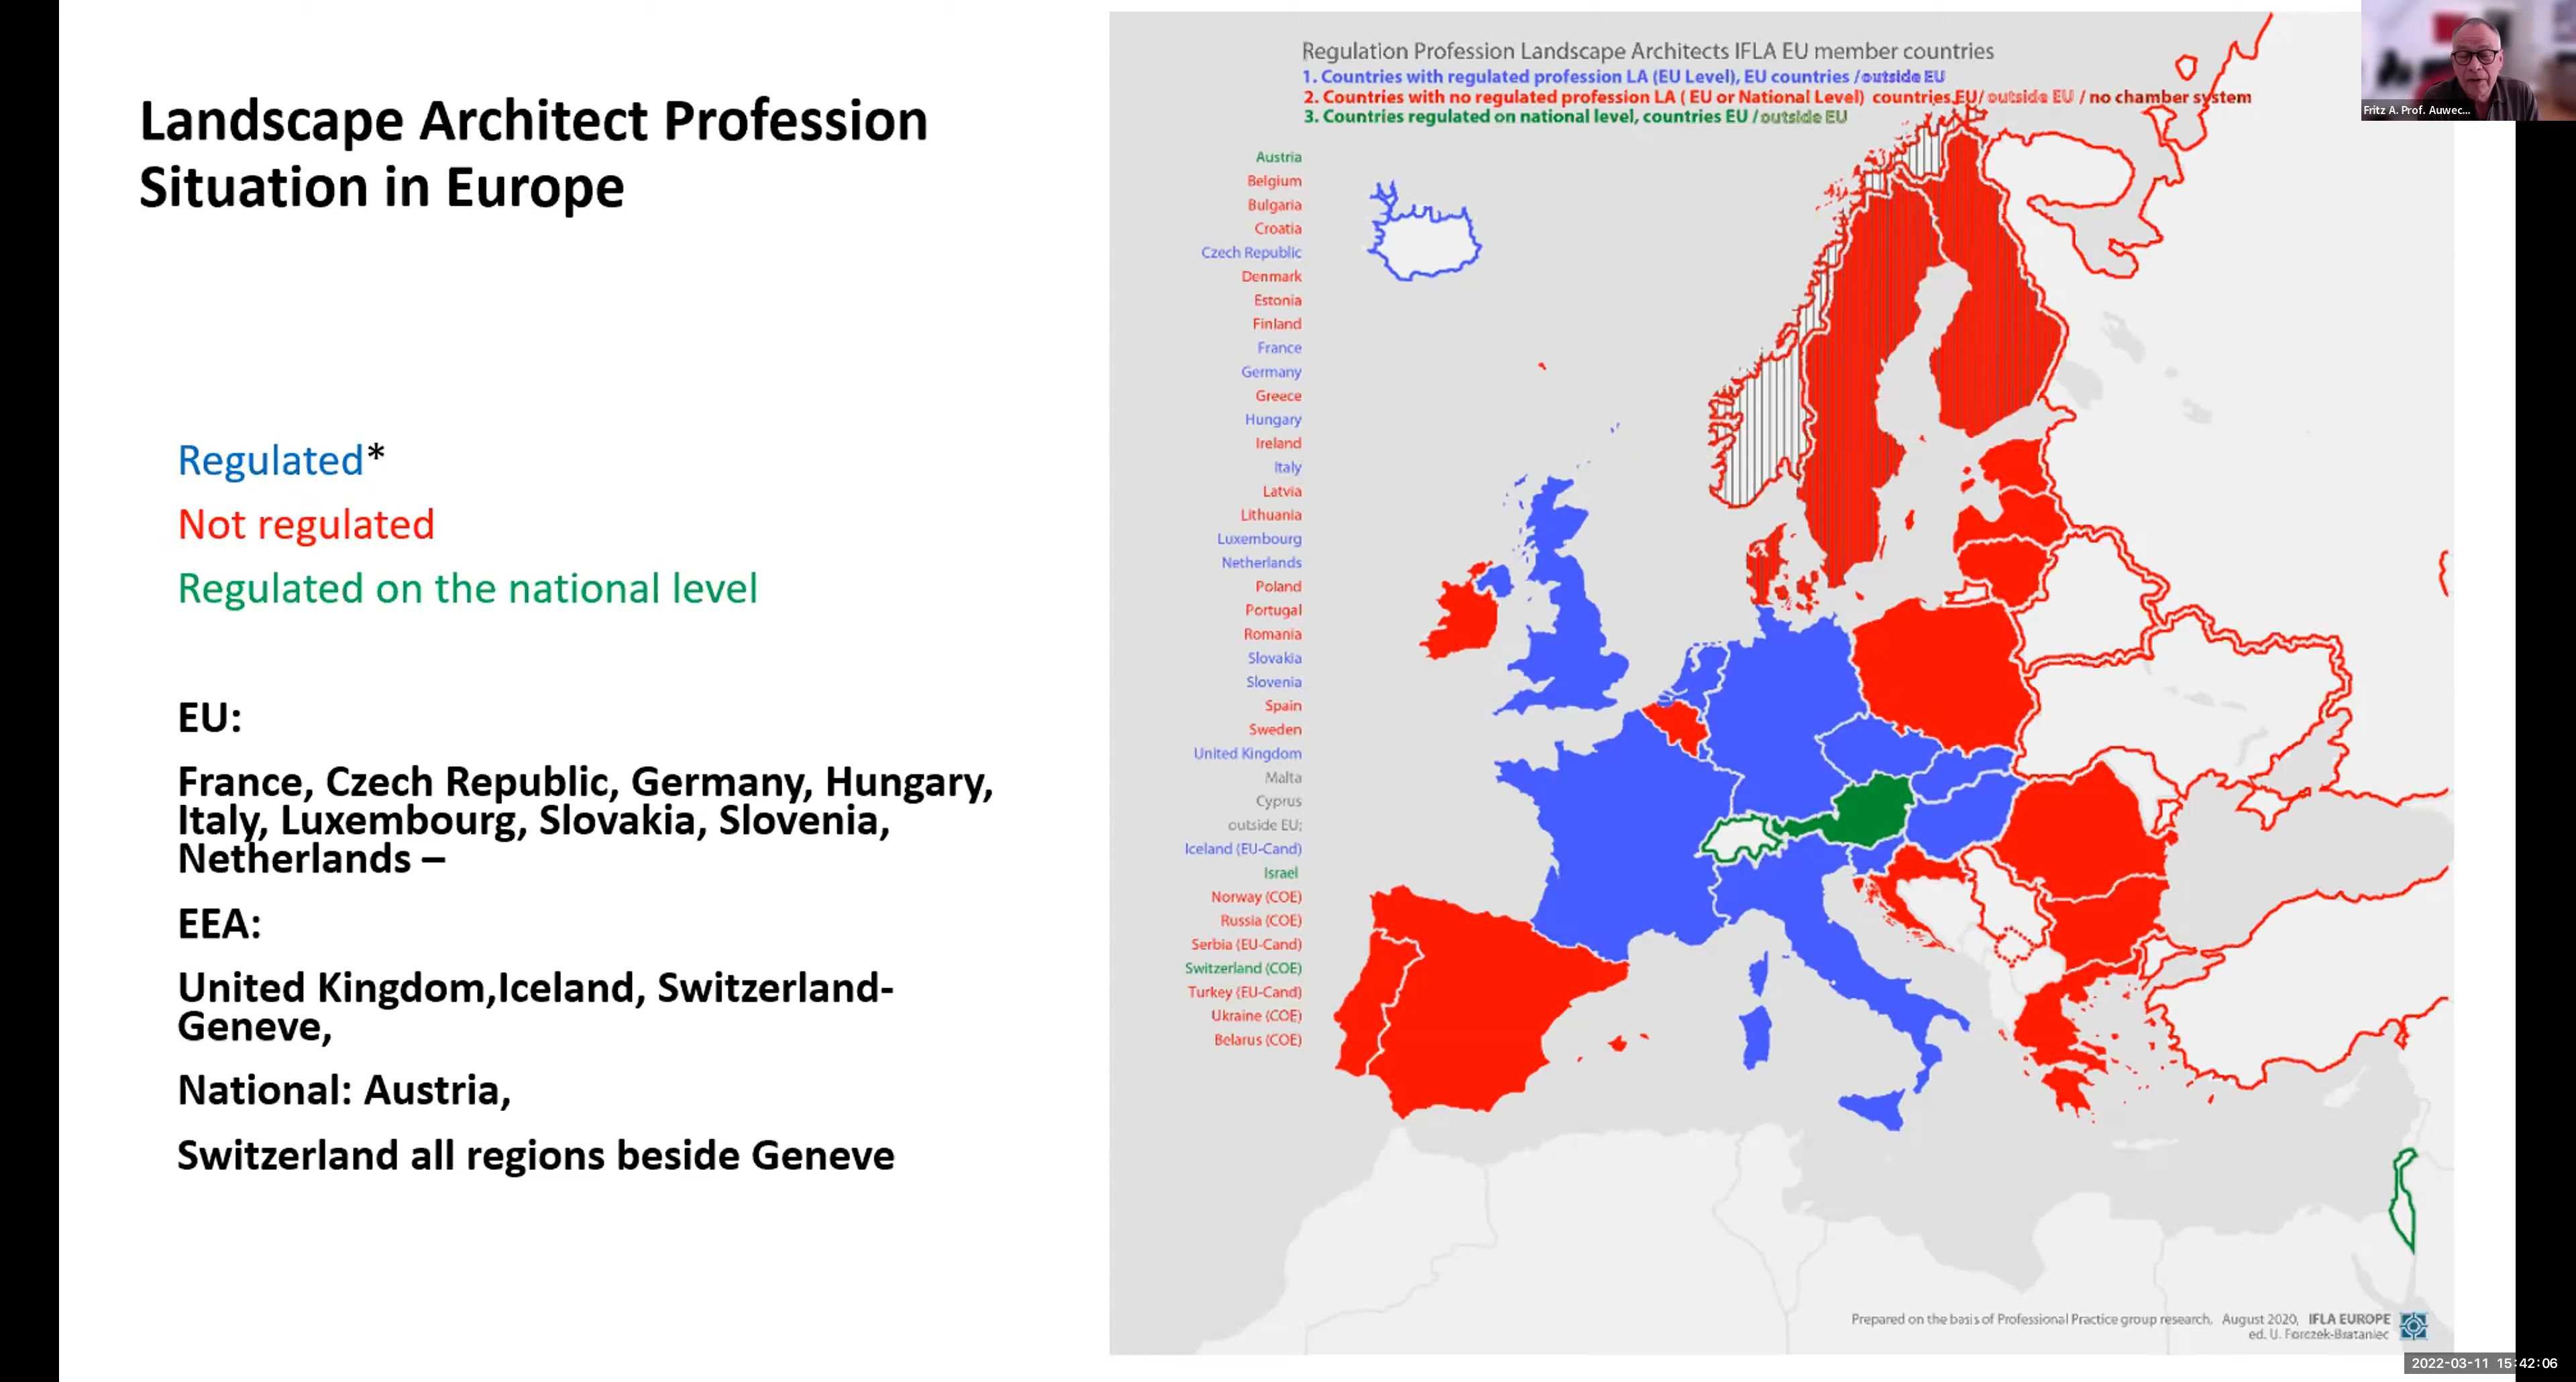 Landscape Architect Profession
Situation in Europe
Regulated*
Not regulated
Regulated on the national level
EU:
France, Czech Republic, Germany, Hungary,
Italy, Luxembourg, Slovakia, Slovenia,
Netherlands –
EEA:
United Kingdom,Iceland, Switzerland-
Geneve,
National: Austria,
Switzerland all regions beside Geneve
Regulation Profession Landscape Architects IFLA EU member countries
1. Countries with regulated profession LA (EU Level), EU countries /outside EU
2. Countries with no regulated profession LA ( EU or National Level) countries EU/ outside EU / no chamber system
3. Countries regulated on national level, countries EU /outside EU
Austria
Belgium
Bulgaria
Croatia
Czech Republic
Denmark
Estonia
Finland
France
Germany
Greece
Hungary
Ireland
Italy
Latvia
Lithuania
Luxembourg
Netherlands
Poland
Portugal
Romania
Slovakia
Slovenia
Spain
Sweden
United Kingdom
Malta
Cyprus
outside EU;
Iceland (EU-Cand)
Israel
Norway (COE)
Russia (COE)
Serbia (EU-Cand)
Switzerland (COE)
Turkey (EU-Cand)
Ukraine (COE)
Belarus (COE)
Prepared on the basis of Professional Practice group research, August 2020, IFLA EUROPE
ed. U. Forczek-Brataniec
Fritz A. Prof. Auwec...
2022-03-11 15:42:06